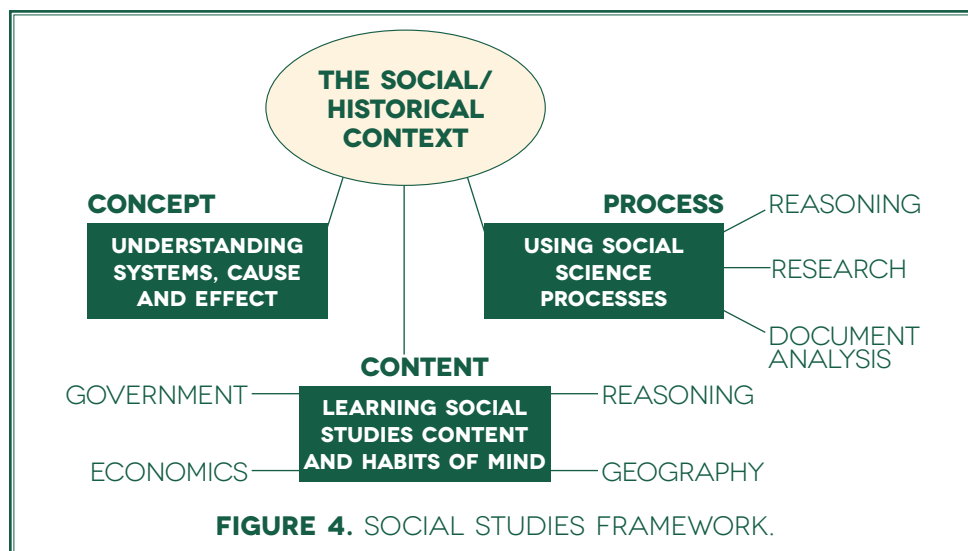 THE SOCIAL/
HISTORICAL
CONTEXT
CONCEPT
UNDERSTANDING
SYSTEMS, CAUSE
AND EFFECT
PROCESS
USING SOCIAL
SCIENCE
PROCESSES
REASONING
RESEARCH
DOCUMENT
ANALYSIS
CONTENT
LEARNING SOCIAL
STUDIES CONTENT
AND HABITS OF MIND
GOVERNMENT
ECONOMICS
REASONING
GEOGRAPHY
FIGURE 4. SOCIAL STUDIES FRAMEWORK.